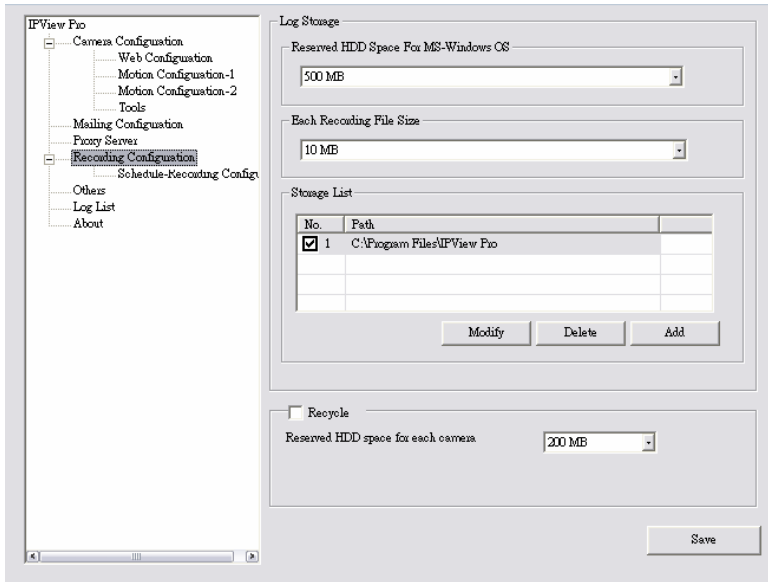 IPView Pro
Camera Configuration
Web Configuration
Motion Configuration-1
Motion Configuration-2
Tools
Mailing Configuration
Proxy Server
Recording Configuration
Schedule-Recording Configu
Others
Log List
About
Log Storage
Reserved HDD Space For MS-Windows OS
500 MB
Each Recording File Size
10 MB
Storage List
No. Path
1 C:\Program Files\IPView Pro
Modify Delete Add
Recycle
Reserved HDD space for each camera 200 MB
Save